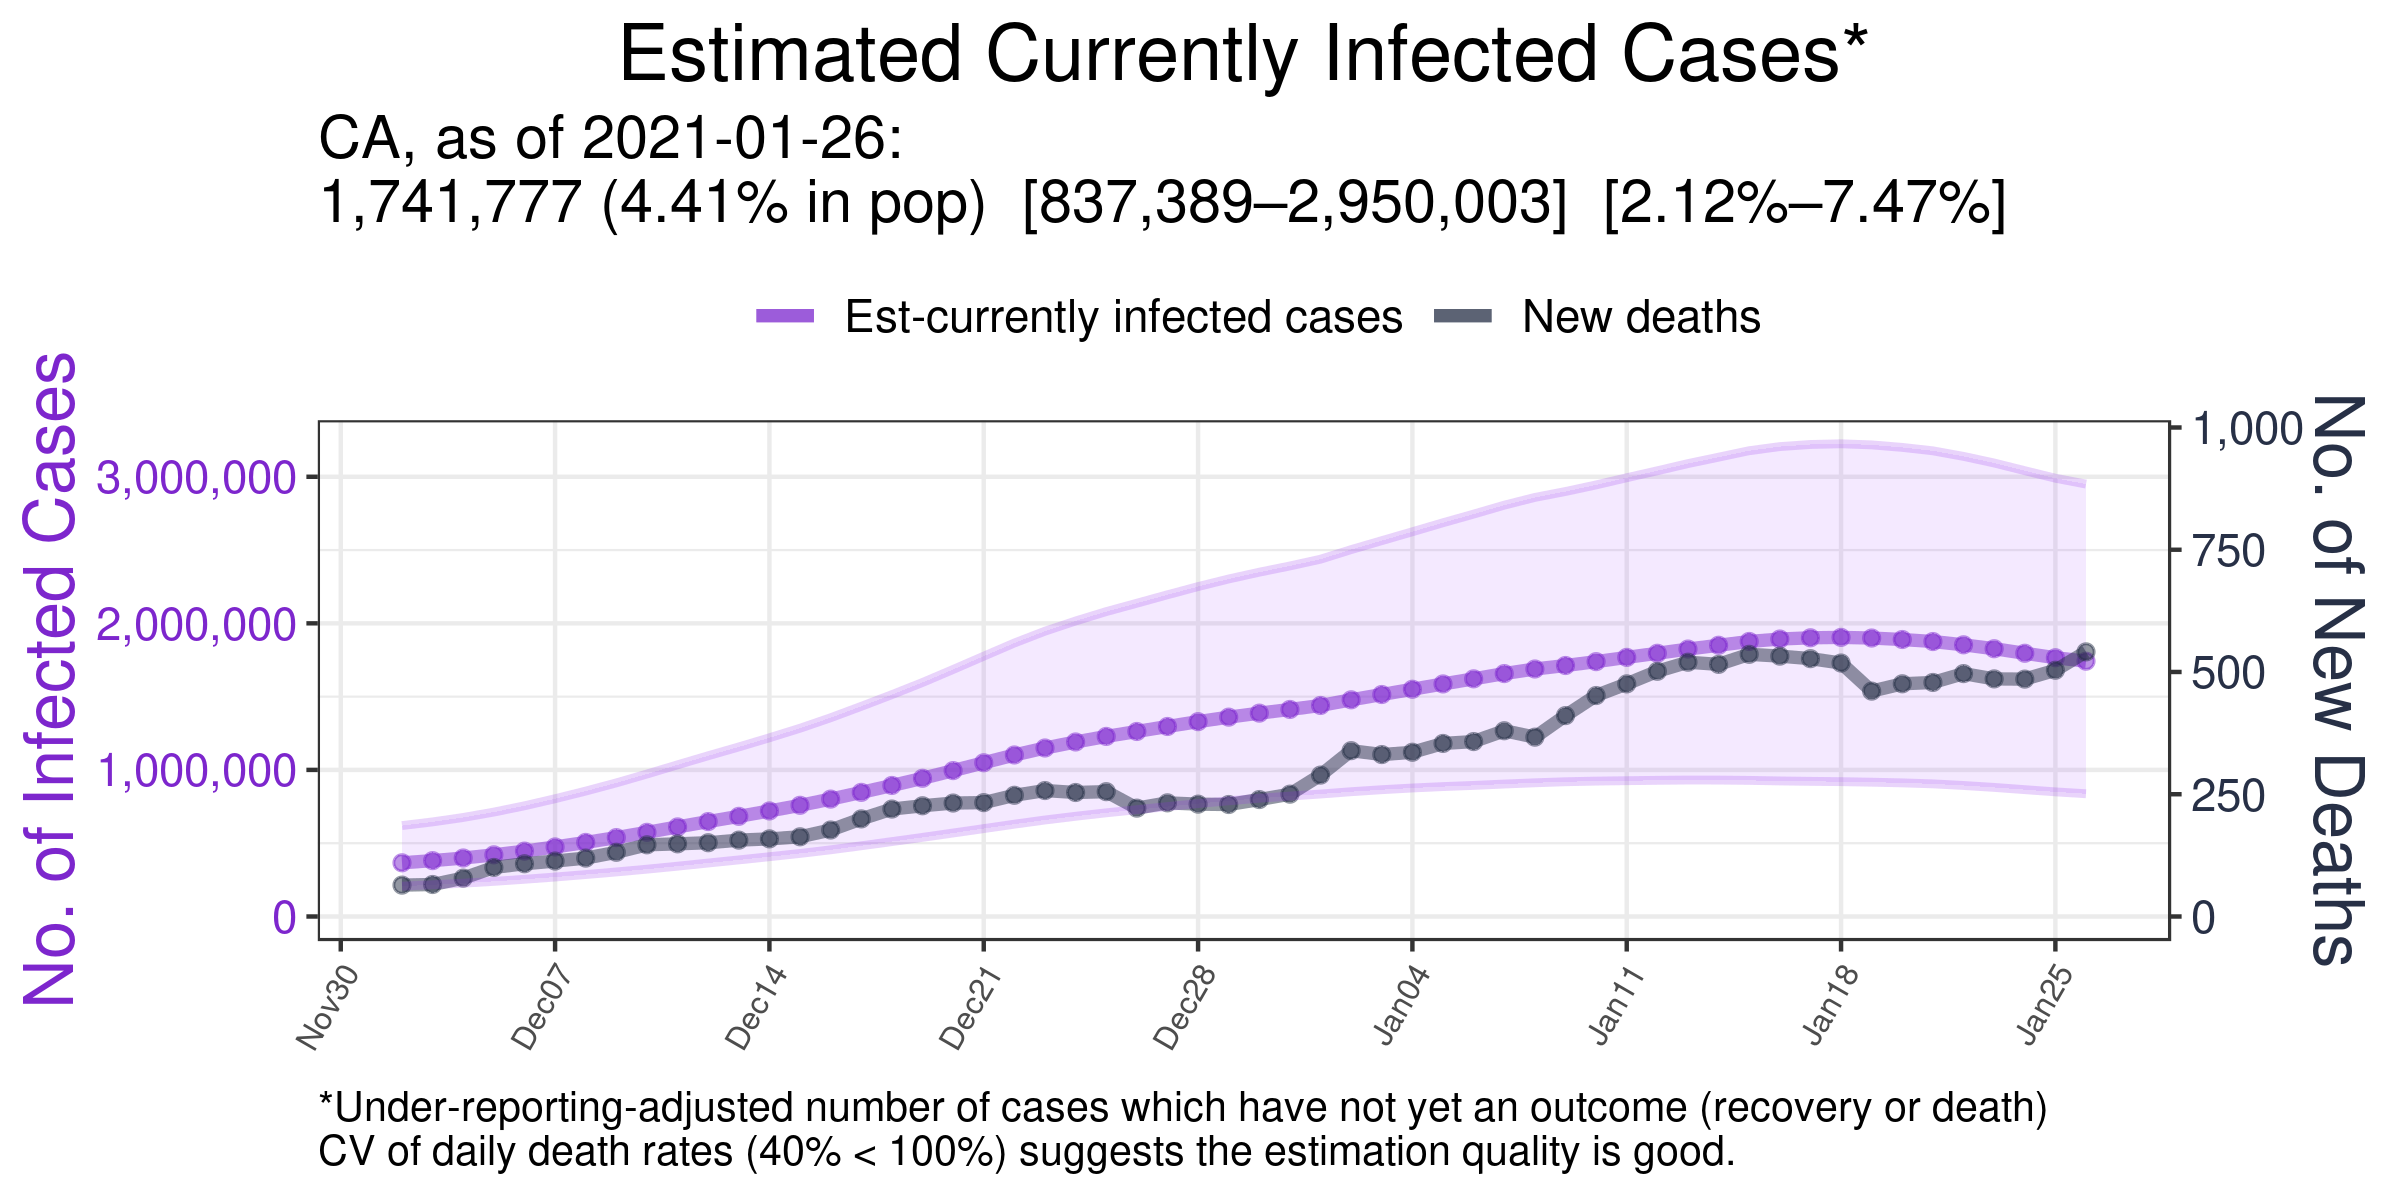 Estimated Currently Infected Cases*
CA, as of 2021-01-26:
1,741,777 (4.41% in pop)  [837,389–2,950,003]  [2.12%–7.47%]
Est-currently infected cases
New deaths
No. of Infected Cases
3,000,000
2,000,000
1,000,000
0
1,000
750
500
250
0
No. of New Deaths
Nov30
Dec07
Dec14
Dec21
Dec28
Jan04
Jan11
Jan18
Jan25
*Under-reporting-adjusted number of cases which have not yet an outcome (recovery or death)
CV of daily death rates (40% < 100%) suggests the estimation quality is good.